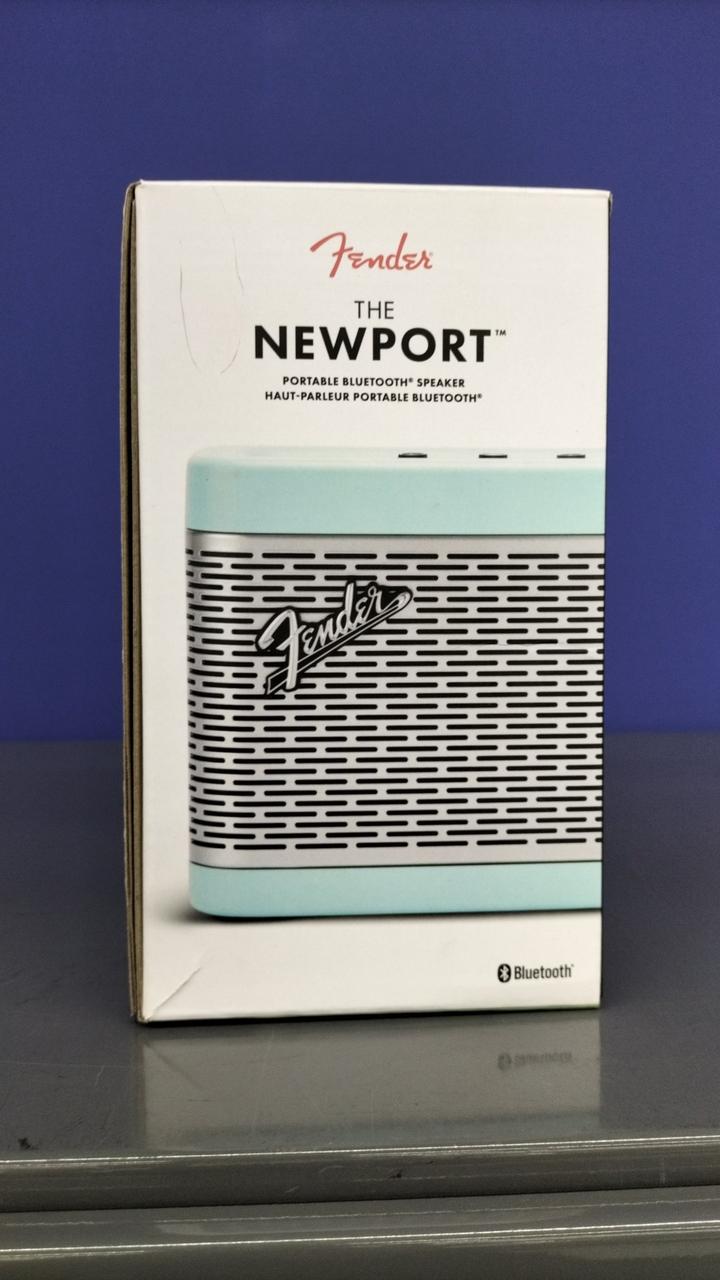 Fender®
THE
NEWPORT™
PORTABLE BLUETOOTH® SPEAKER
HAUT-PARLEUR PORTABLE BLUETOOTH®
Fender
Bluetooth®